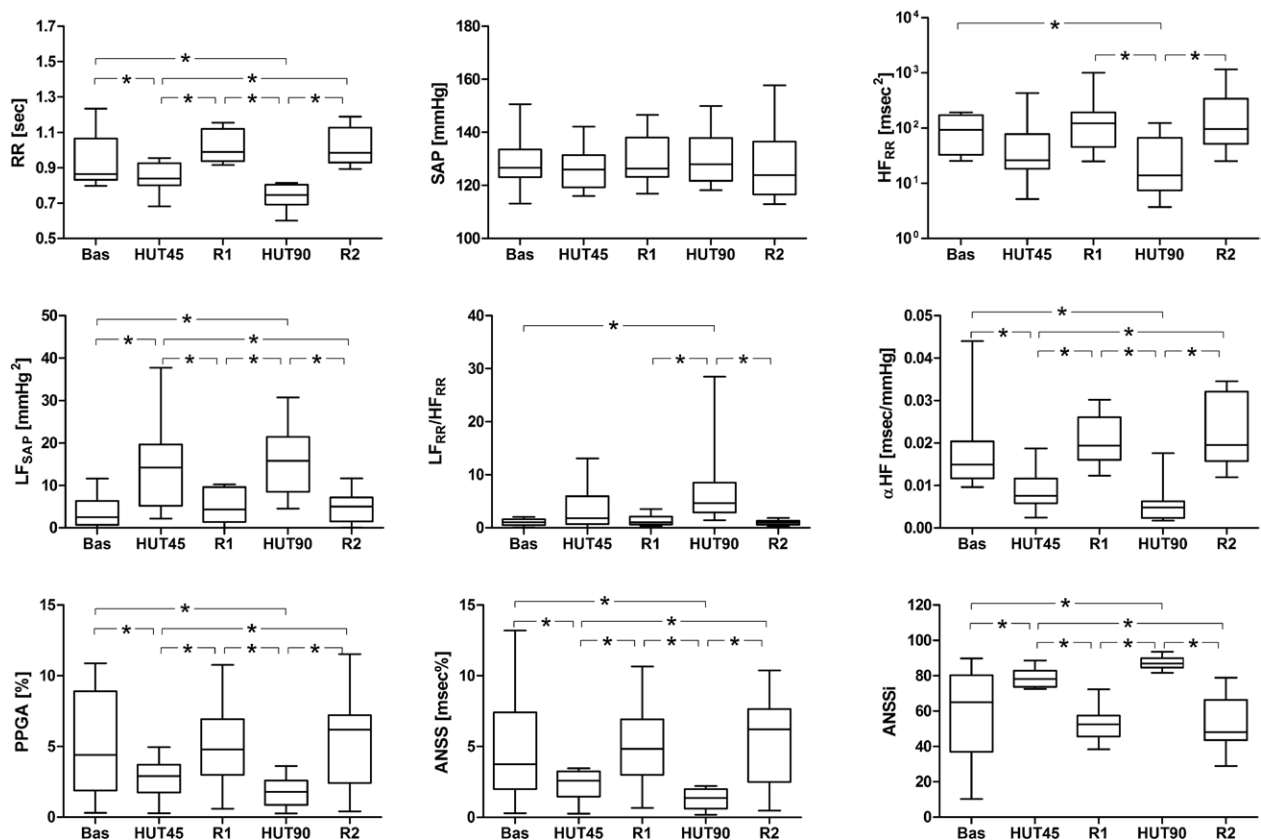 RR [sec]
1.7
1.5
1.3
1.1
0.9
0.7
0.5
* * * * * *
Bas HUT45 R1 HUT90 R2
SAP [mmHg]
180
160
140
120
100
Bas HUT45 R1 HUT90 R2
HF_RR [msec²]
10⁴
10³
10²
10¹
10⁰
* * *
Bas HUT45 R1 HUT90 R2
LF_SAP [mmHg²]
50
40
30
20
10
0
* * * * * *
Bas HUT45 R1 HUT90 R2
LF_RR/HF_RR
40
30
20
10
0
* * *
Bas HUT45 R1 HUT90 R2
αHF [msec/mmHg]
0.05
0.04
0.03
0.02
0.01
0.00
* * * * * *
Bas HUT45 R1 HUT90 R2
PPGA [%]
15
10
5
0
* * * * * *
Bas HUT45 R1 HUT90 R2
ANSS [msec%]
15
10
5
0
* * * * * *
Bas HUT45 R1 HUT90 R2
ANSSi
120
100
80
60
40
20
0
* * * * * *
Bas HUT45 R1 HUT90 R2